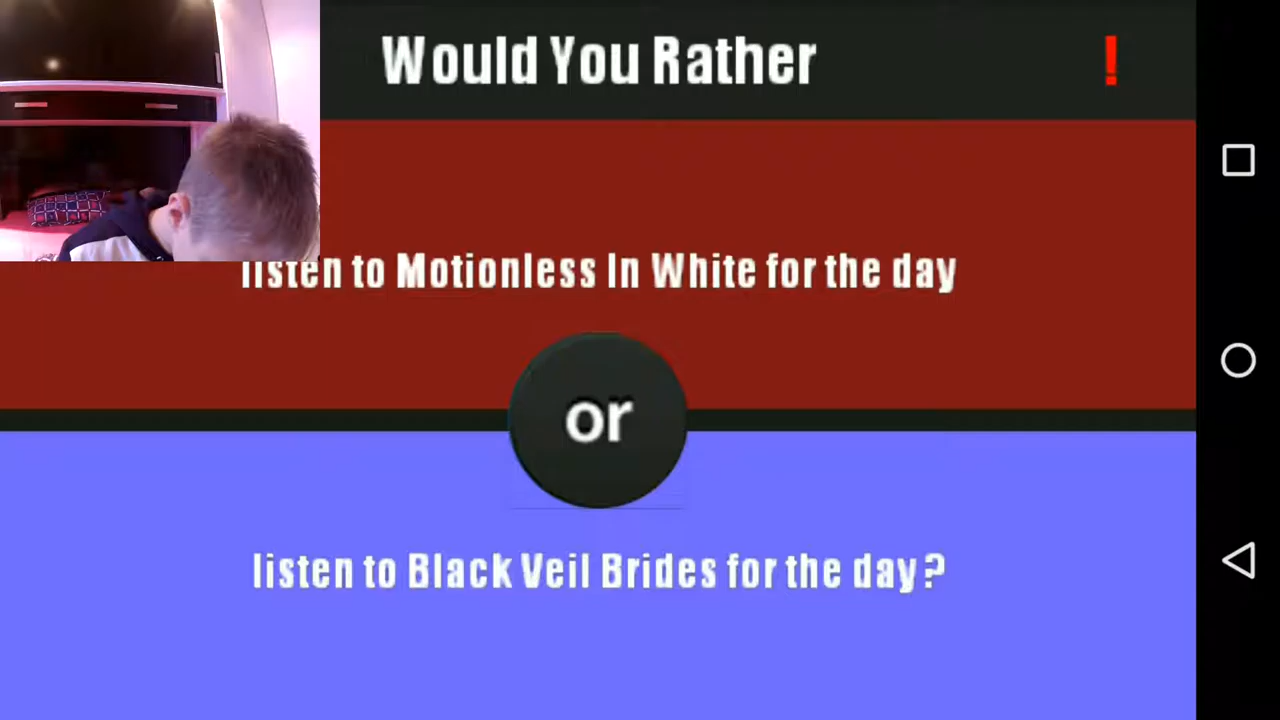 Would You Rather
!
listen to Motionless In White for the day
or
listen to Black Veil Brides for the day?